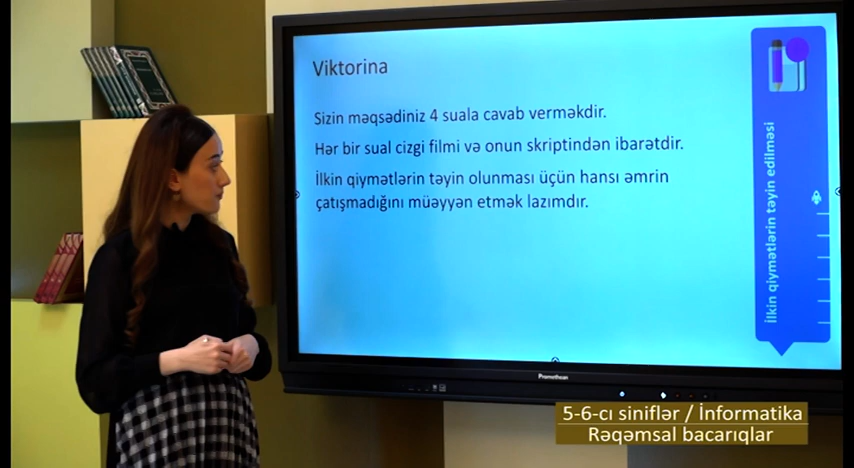 Viktorina
Sizin məqsədiniz 4 suala cavab verməkdir.
Hər bir sual cizgi filmi və onun skriptindən ibarətdir.
İlkin qiymətlərin təyin olunması üçün hansı əmrin
çatışmadığını müəyyən etmək lazımdır.
İlkin qiymətlərin təyin edilməsi
Promethean
5-6-cı siniflər / İnformatika
Rəqəmsal bacarıqlar